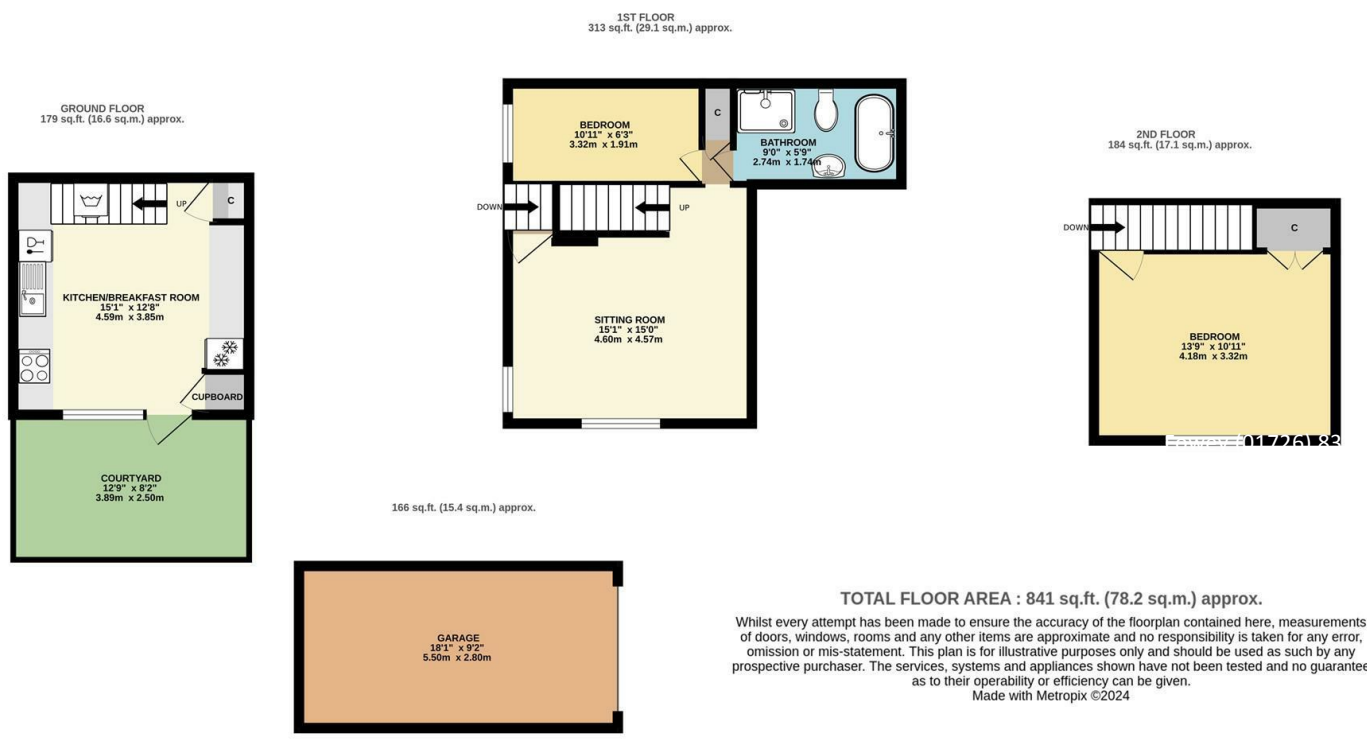 1ST FLOOR
313 sq.ft. (29.1 sq.m.) approx.
GROUND FLOOR
179 sq.ft. (16.6 sq.m.) approx.
2ND FLOOR
184 sq.ft. (17.1 sq.m.) approx.
UP
C
KITCHEN/BREAKFAST ROOM
15'1" x 12'8"
4.59m x 3.85m
CUPBOARD
COURTYARD
12'9" x 8'2"
3.89m x 2.50m
BEDROOM
10'11" x 6'3"
3.32m x 1.91m
C
BATHROOM
9'0" x 5'9"
2.74m x 1.74m
DOWN
UP
SITTING ROOM
15'1" x 15'0"
4.60m x 4.57m
DOWN
C
BEDROOM
13'9" x 10'11"
4.18m x 3.32m
Fowey (01726) 83
166 sq.ft. (15.4 sq.m.) approx.
GARAGE
18'1" x 9'2"
5.50m x 2.80m
TOTAL FLOOR AREA : 841 sq.ft. (78.2 sq.m.) approx.
Whilst every attempt has been made to ensure the accuracy of the floorplan contained here, measurements
of doors, windows, rooms and any other items are approximate and no responsibility is taken for any error,
omission or mis-statement. This plan is for illustrative purposes only and should be used as such by any
prospective purchaser. The services, systems and appliances shown have not been tested and no guarantee
as to their operability or efficiency can be given.
Made with Metropix ©2024